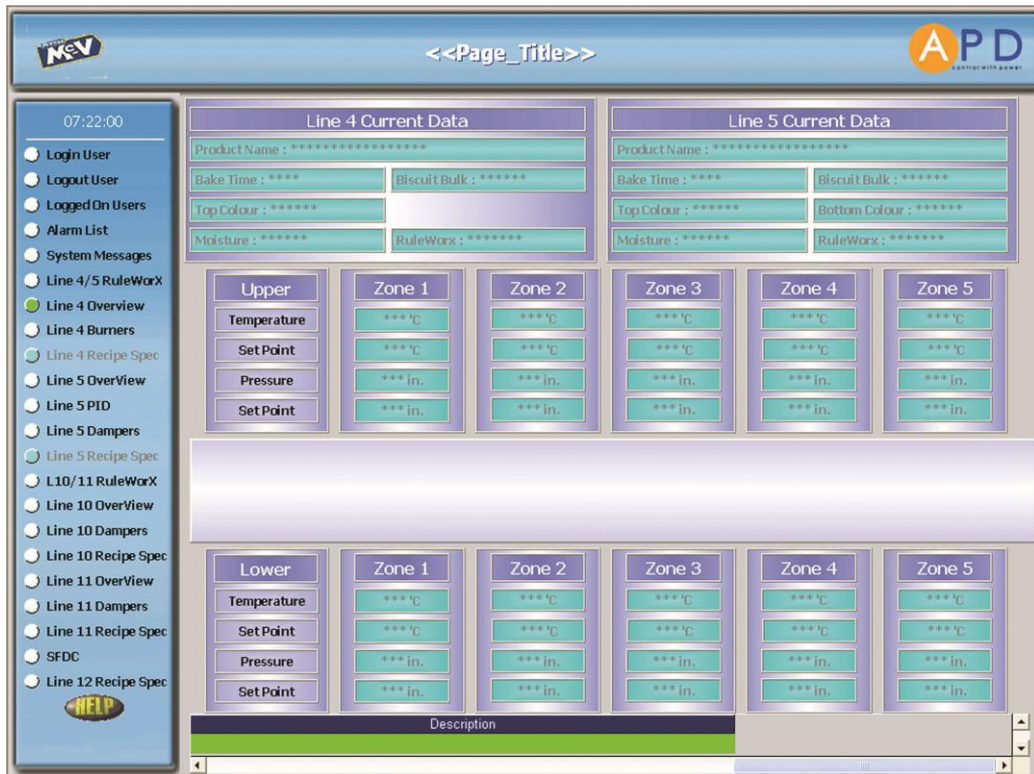 McV
<<Page_Title>>
APD
control with power
07:22:00
Login User
Logout User
Logged On Users
Alarm List
System Messages
Line 4/5 RuleWorX
Line 4 Overview
Line 4 Burners
Line 4 Recipe Spec
Line 5 OverView
Line 5 PID
Line 5 Dampers
Line 5 Recipe Spec
L10/11 RuleWorX
Line 10 OverView
Line 10 Dampers
Line 10 Recipe Spec
Line 11 OverView
Line 11 Dampers
Line 11 Recipe Spec
SFDC
Line 12 Recipe Spec
HELP
Line 4 Current Data
Product Name : *****************
Bake Time : **** Biscuit Bulk : ******
Top Colour : ******
Moisture : ****** RuleWorx : *******
Line 5 Current Data
Product Name : *****************
Bake Time : **** Biscuit Bulk : ******
Top Colour : ****** Bottom Colour : ******
Moisture : ****** RuleWorx : *******
Upper Zone 1 Zone 2 Zone 3 Zone 4 Zone 5
Temperature ***'C ***'C ***'C ***'C ***'C
Set Point ***'C ***'C ***'C ***'C ***'C
Pressure ***in. ***in. ***in. ***in. ***in.
Set Point ***in. ***in. ***in. ***in. ***in.
Lower Zone 1 Zone 2 Zone 3 Zone 4 Zone 5
Temperature ***'C ***'C ***'C ***'C ***'C
Set Point ***'C ***'C ***'C ***'C ***'C
Pressure ***in. ***in. ***in. ***in. ***in.
Set Point ***in. ***in. ***in. ***in. ***in.
Description